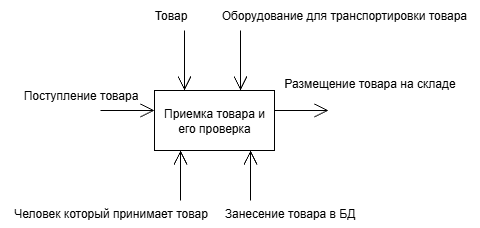 Товар
Оборудование для транспортировки товара
Размещение товара на складе
Поступление товара
Приемка товара и
его проверка
Человек который принимает товар
Занесение товара в БД